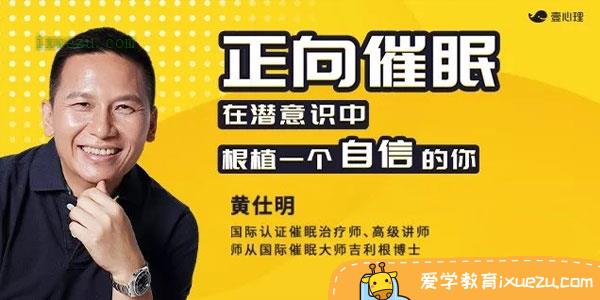 壹心理
ixuezu.com
正向催眠
在潜意识中
根植一个 自信 的你
黄仕明
国际认证催眠治疗师、高级讲师
师从国际催眠大师吉利根博士
爱学教育ixuezu.com